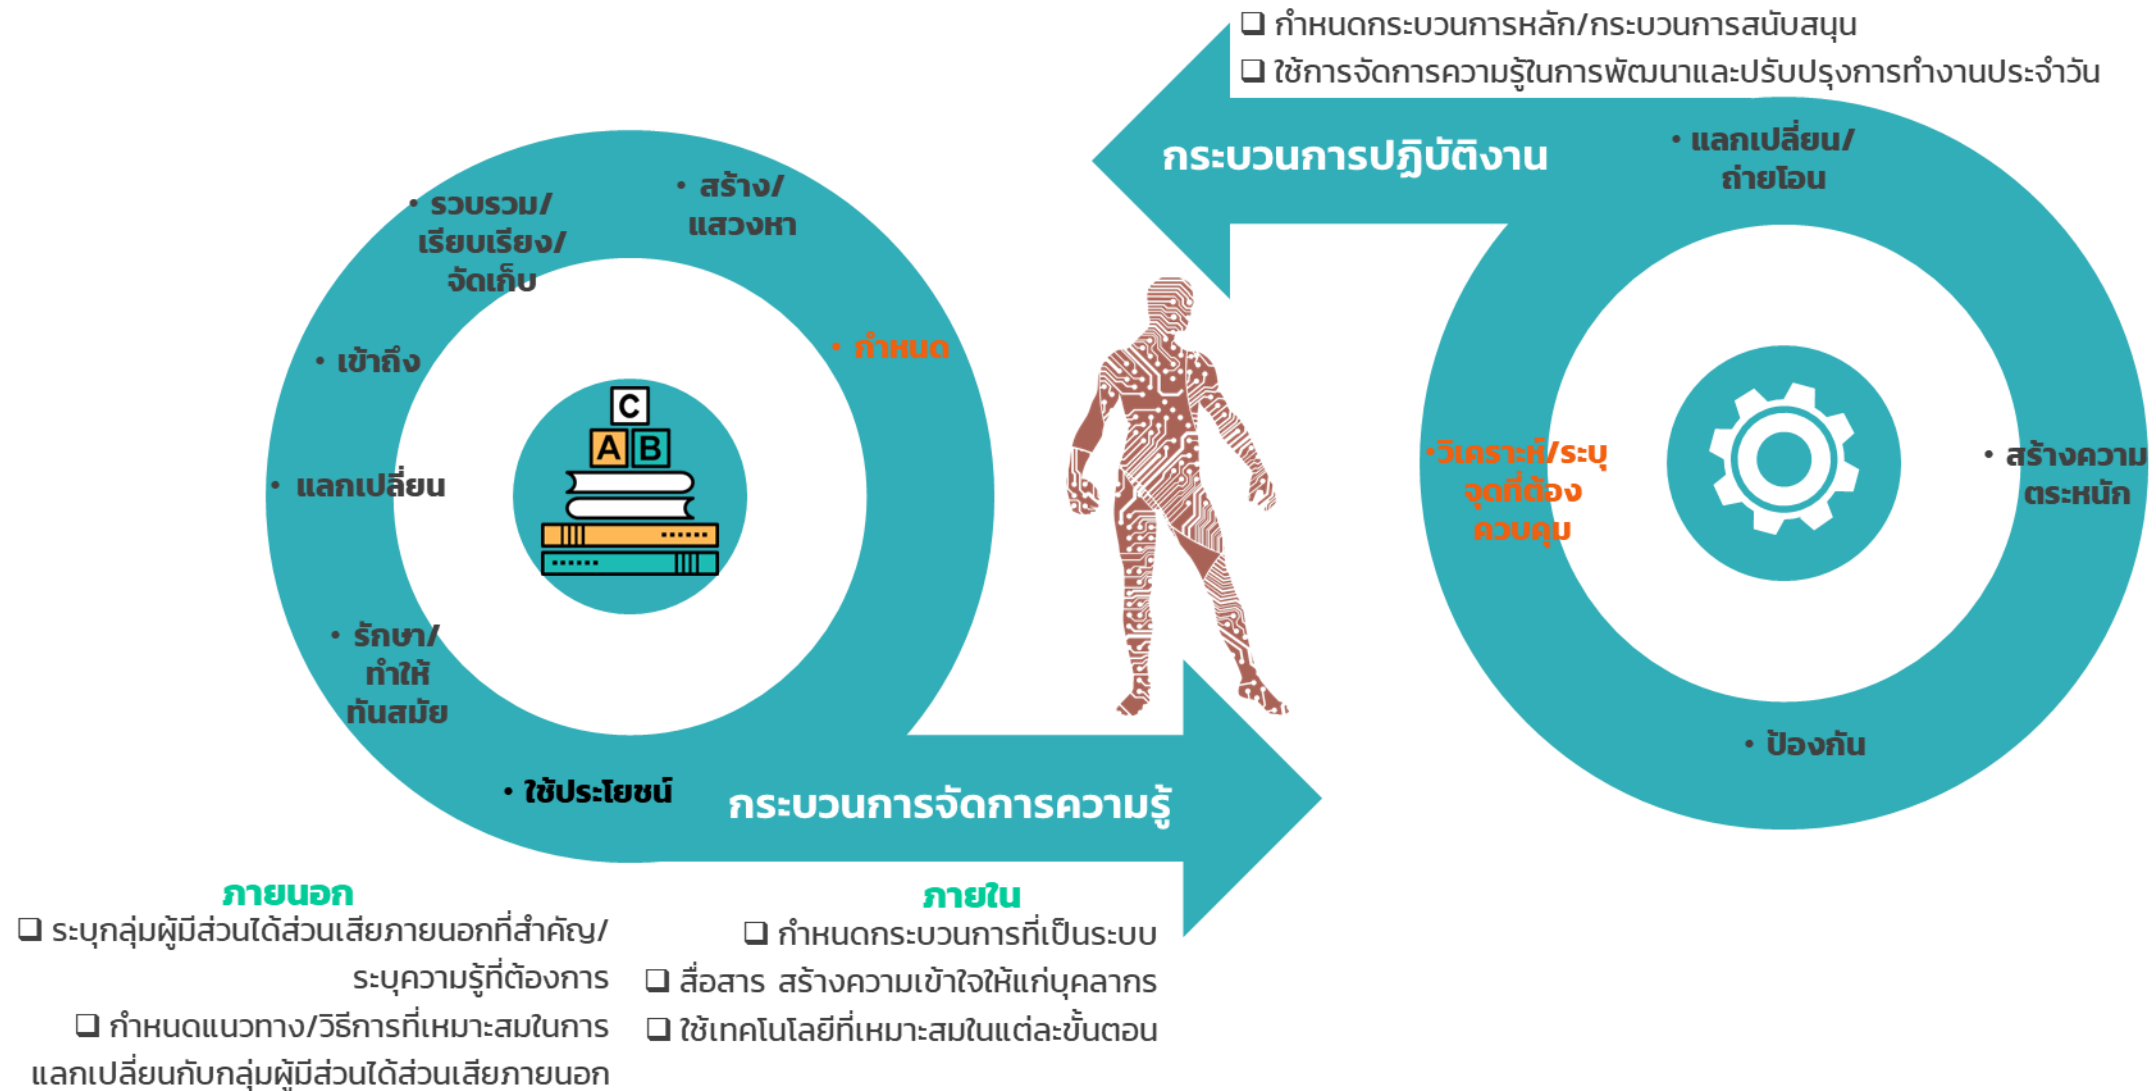 ❑ กำหนดกระบวนการหลัก/กระบวนการสนับสนุน
❑ ใช้การจัดการความรู้ในการพัฒนาและปรับปรุงการทำงานประจำวัน
กระบวนการปฏิบัติงาน
• แลกเปลี่ยน/
ถ่ายโอน
• สร้างความ
ตระหนัก
• ป้องกัน
•วิเคราะห์/ระบุ
จุดที่ต้อง
ควบคุม
• กำหนด
• สร้าง/
แสวงหา
• รวบรวม/
เรียบเรียง/
จัดเก็บ
• เข้าถึง
• แลกเปลี่ยน
• รักษา/
ทำให้
ทันสมัย
• ใช้ประโยชน์
C
A B
กระบวนการจัดการความรู้
ภายนอก
❑ ระบุกลุ่มผู้มีส่วนได้ส่วนเสียภายนอกที่สำคัญ/
ระบุความรู้ที่ต้องการ
❑ กำหนดแนวทาง/วิธีการที่เหมาะสมในการ
แลกเปลี่ยนกับกลุ่มผู้มีส่วนได้ส่วนเสียภายนอก
ภายใน
❑ กำหนดกระบวนการที่เป็นระบบ
❑ สื่อสาร สร้างความเข้าใจให้แก่บุคลากร
❑ ใช้เทคโนโลยีที่เหมาะสมในแต่ละขั้นตอน